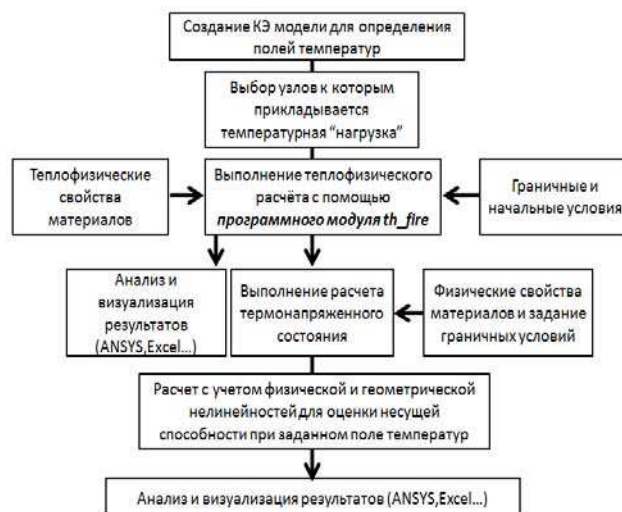 Создание КЭ модели для определения
полей температур
Выбор узлов к которым
прикладывается
температурная “нагрузка”
Теплофизические
свойства
материалов
Выполнение теплофизического
расчёта с помощью
программного модуля th_fire
Граничные и
начальные условия
Анализ и
визуализация
результатов
(ANSYS,Excel...)
Выполнение расчета
термонапряженного
состояния
Физические свойства
материалов и задание
граничных условий
Расчет с учетом физической и геометрической
нелинейностей для оценки несущей
способности при заданном поле температур
Анализ и визуализация результатов (ANSYS,Excel...)